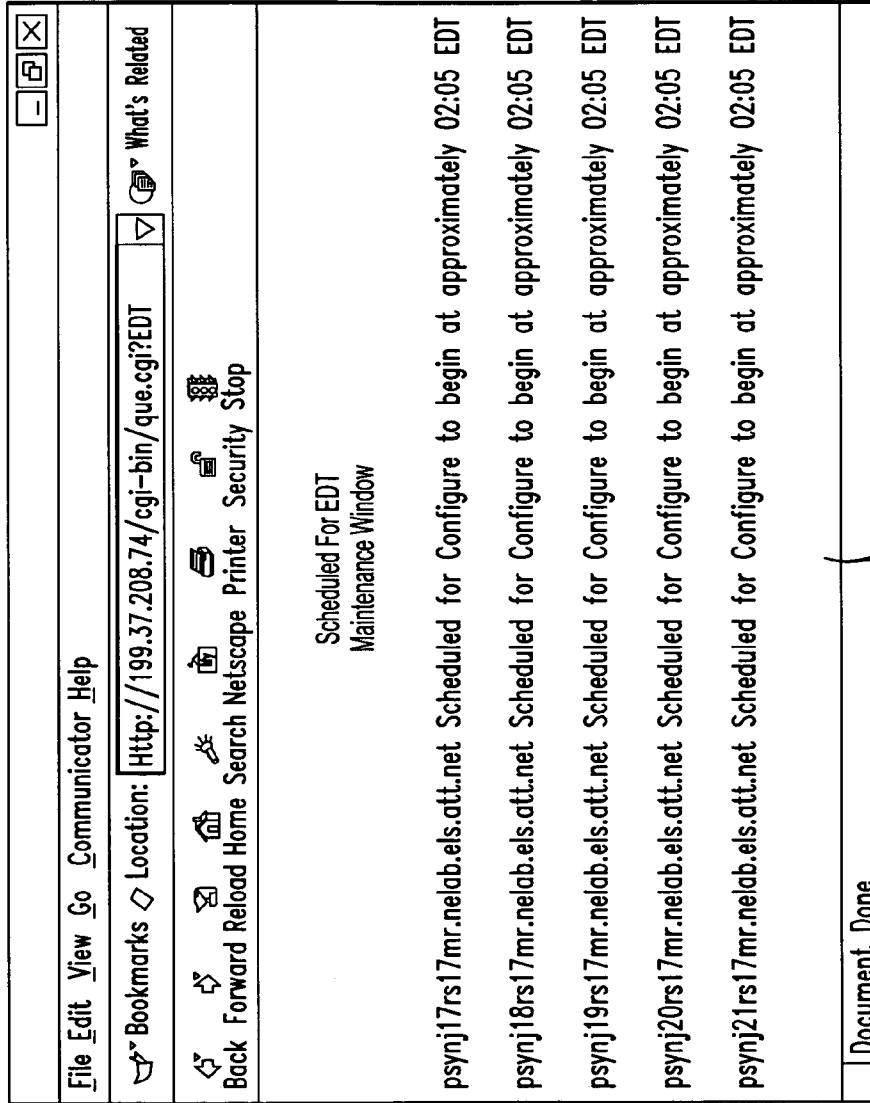 File Edit View Go Communicator Help
Bookmarks Location: Http://199.37.208.74/cgi-bin/que.cgi?EDT What's Related
Back Forward Reload Home Search Netscape Printer Security Stop
Scheduled For EDT
Maintenance Window
psynj17rs17mr.nelab.els.att.net Scheduled for Configure to begin at approximately 02:05 EDT
psynj18rs17mr.nelab.els.att.net Scheduled for Configure to begin at approximately 02:05 EDT
psynj19rs17mr.nelab.els.att.net Scheduled for Configure to begin at approximately 02:05 EDT
psynj20rs17mr.nelab.els.att.net Scheduled for Configure to begin at approximately 02:05 EDT
psynj21rs17mr.nelab.els.att.net Scheduled for Configure to begin at approximately 02:05 EDT
Document Done